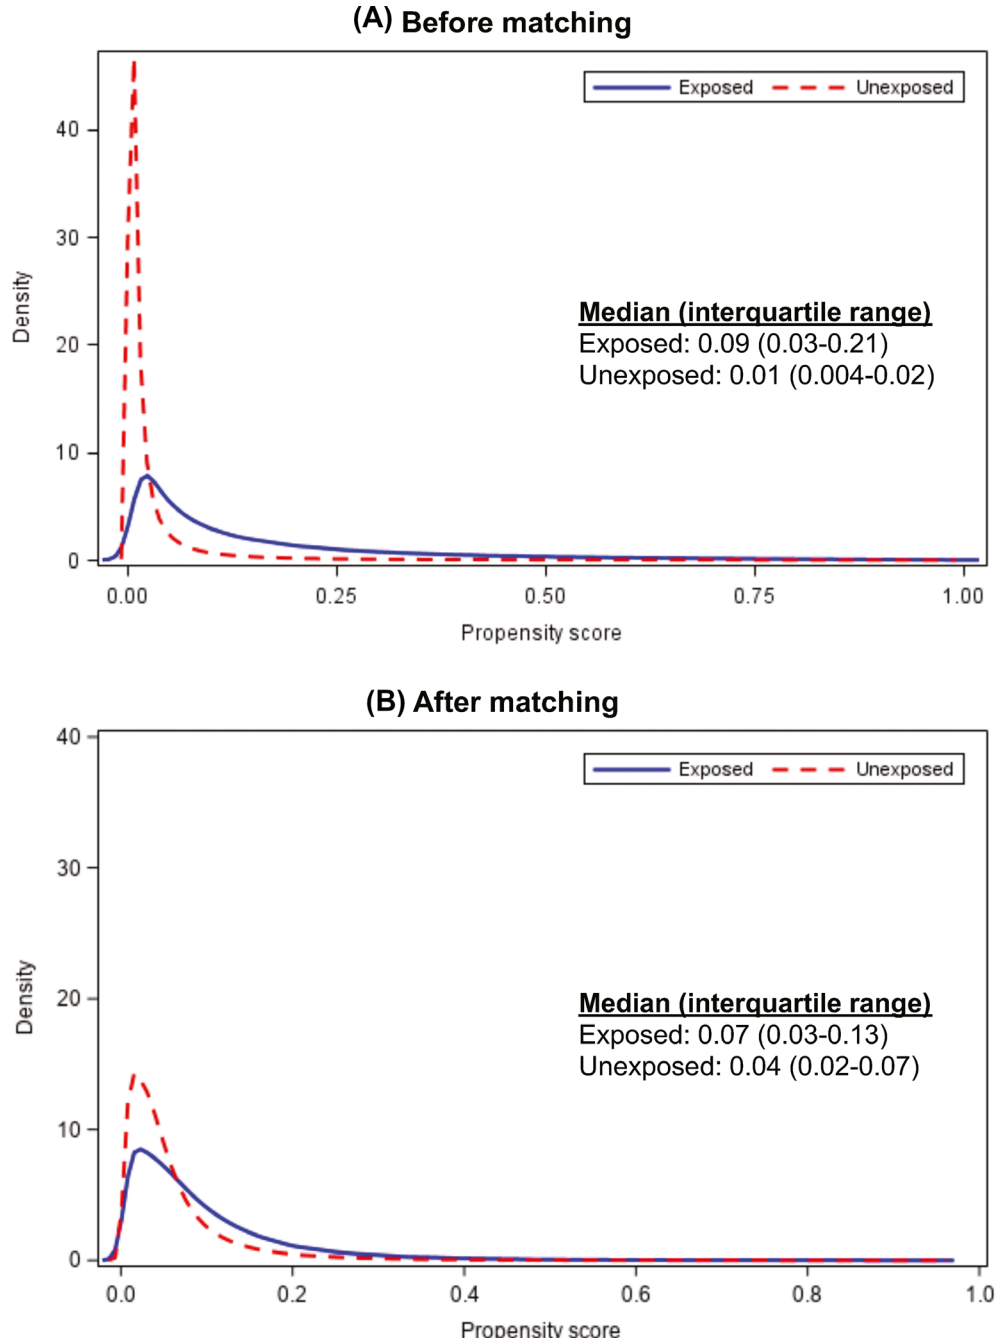 (A) Before matching
Exposed
Unexposed
40
30
20
10
0
Density
Median (interquartile range)
Exposed: 0.09 (0.03-0.21)
Unexposed: 0.01 (0.004-0.02)
0.00
0.25
0.50
0.75
1.00
Propensity score
(B) After matching
Exposed
Unexposed
40
30
20
10
0
Density
Median (interquartile range)
Exposed: 0.07 (0.03-0.13)
Unexposed: 0.04 (0.02-0.07)
0.0
0.2
0.4
0.6
0.8
1.0
Propensity score